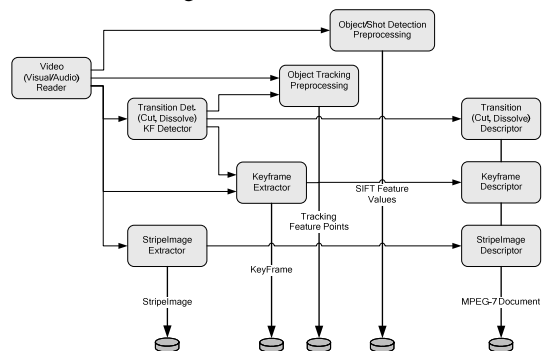 Object/Shot Detection
Preprocessing
Video
(Visual/Audio)
Reader
Object Tracking
Preprocessing
Transition Det.
(Cut, Dissolve)
KF Detector
Transition
(Cut, Dissolve)
Descriptor
Keyframe
Extractor
SIFT Feature
Values
Keyframe
Descriptor
Tracking
Feature Points
StripeImage
Extractor
StripeImage
Descriptor
KeyFrame
StripeImage
MPEG-7 Document